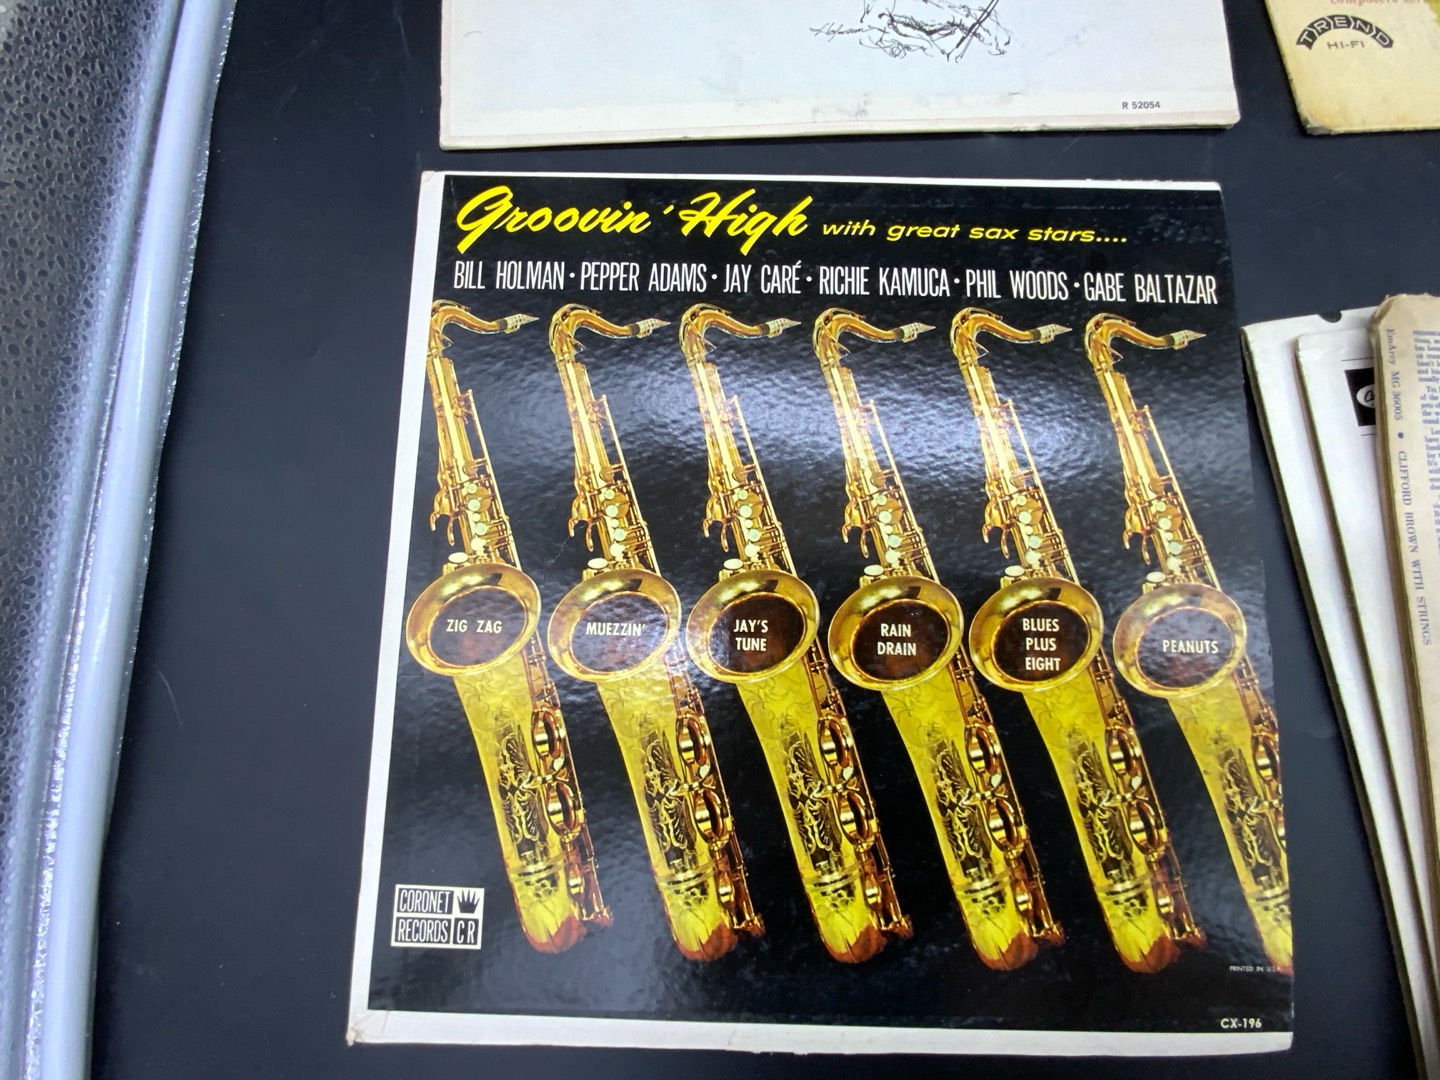 Hofmann
R 52054
TREND
HI-FI
Groovin' High with great sax stars....
BILL HOLMAN • PEPPER ADAMS • JAY CARÉ • RICHIE KAMUCA • PHIL WOODS • GABE BALTAZAR
ZIG ZAG
MUEZZIN'
JAY'S
TUNE
RAIN
DRAIN
BLUES
PLUS
EIGHT
PEANUTS
CORONET
RECORDS CR
PRINTED IN U.S.A.
CX-196
EmArcy MG 36005 • CLIFFORD BROWN WITH STRINGS